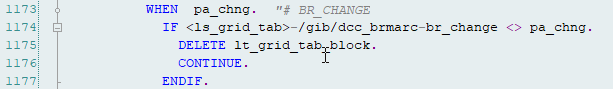 1173 WHEN pa_chng. "# BR_CHANGE
1174 IF <ls_grid_tab>-/gib/dcc_brmarc-br_change <> pa_chng.
1175 DELETE lt_grid_tab_block.
1176 CONTINUE.
1177 ENDIF.